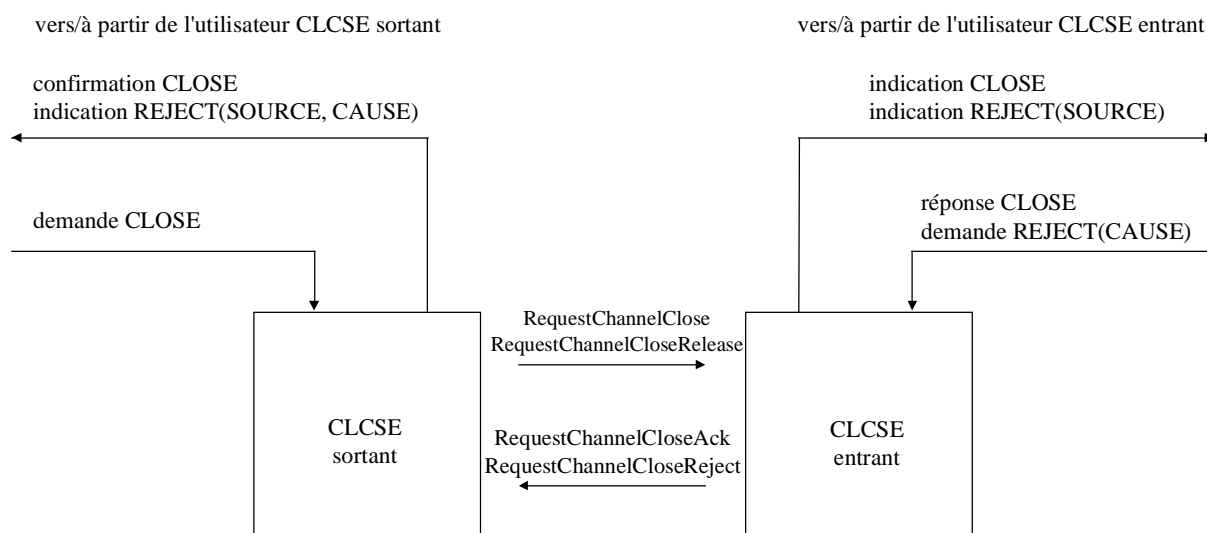 vers/à partir de l'utilisateur CLCSE sortant
vers/à partir de l'utilisateur CLCSE entrant
confirmation CLOSE
indication REJECT(SOURCE, CAUSE)
indication CLOSE
indication REJECT(SOURCE)
demande CLOSE
réponse CLOSE
demande REJECT(CAUSE)
RequestChannelClose
RequestChannelCloseRelease
CLCSE
sortant
RequestChannelCloseAck
RequestChannelCloseReject
CLCSE
entrant